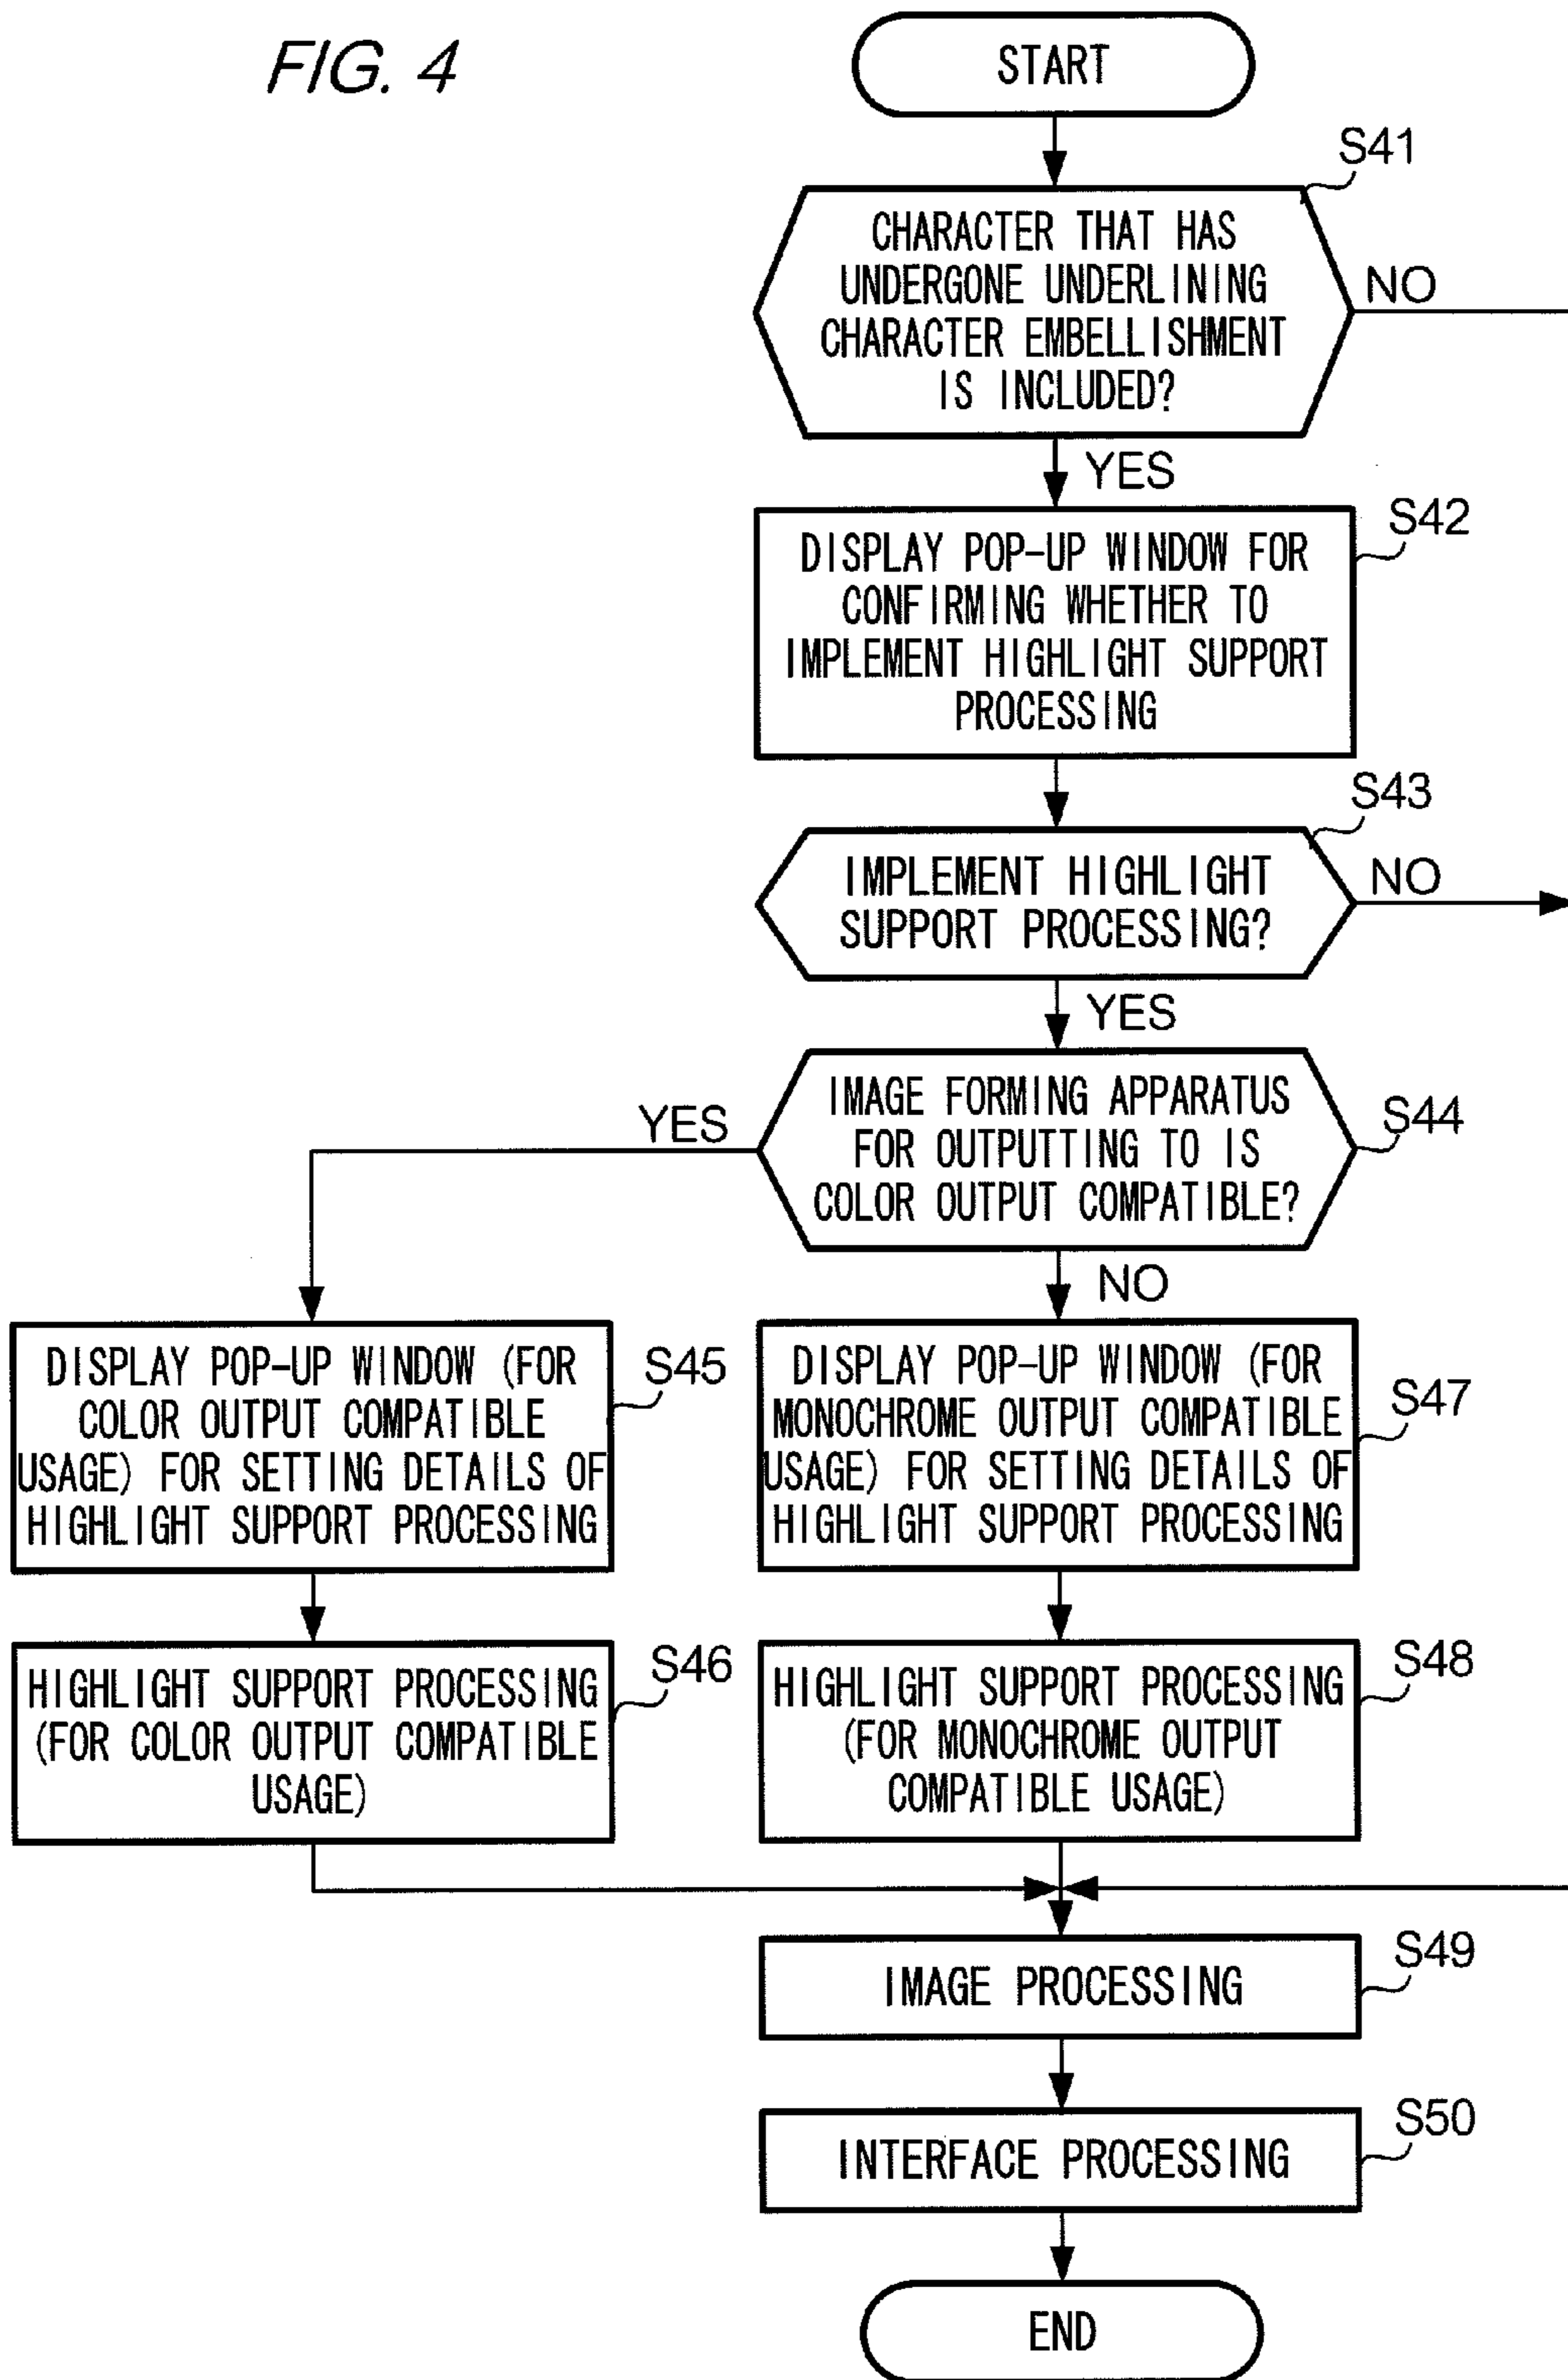 FIG. 4
START
S41
CHARACTER THAT HAS
UNDERGONE UNDERLINING
CHARACTER EMBELLISHMENT
IS INCLUDED?
NO
YES
S42
DISPLAY POP-UP WINDOW FOR
CONFIRMING WHETHER TO
IMPLEMENT HIGHLIGHT SUPPORT
PROCESSING
S43
IMPLEMENT HIGHLIGHT
SUPPORT PROCESSING?
NO
YES
S44
IMAGE FORMING APPARATUS
FOR OUTPUTTING TO IS
COLOR OUTPUT COMPATIBLE?
YES
NO
DISPLAY POP-UP WINDOW (FOR
COLOR OUTPUT COMPATIBLE
USAGE) FOR SETTING DETAILS OF
HIGHLIGHT SUPPORT PROCESSING
S45
DISPLAY POP-UP WINDOW (FOR
MONOCHROME OUTPUT COMPATIBLE
USAGE) FOR SETTING DETAILS OF
HIGHLIGHT SUPPORT PROCESSING
S47
HIGHLIGHT SUPPORT PROCESSING
(FOR COLOR OUTPUT COMPATIBLE
USAGE)
S46
HIGHLIGHT SUPPORT PROCESSING
(FOR MONOCHROME OUTPUT
COMPATIBLE USAGE)
S48
IMAGE PROCESSING
S49
INTERFACE PROCESSING
S50
END